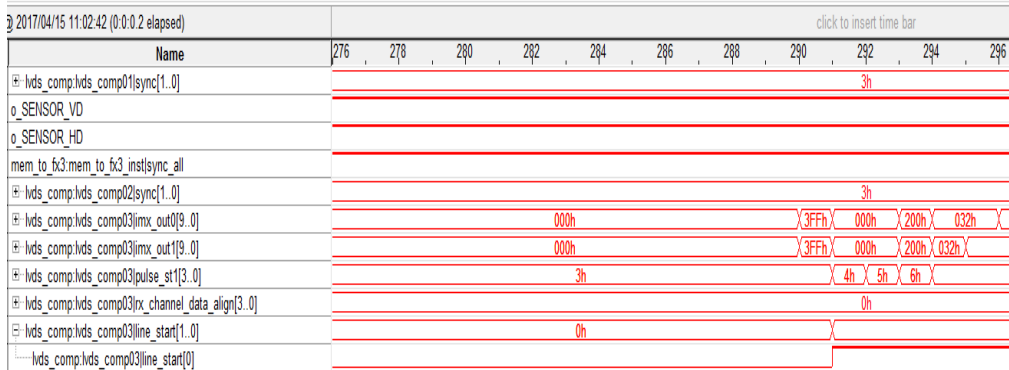 @ 2017/04/15 11:02:42 (0:0:0.2 elapsed) click to insert time bar
Name 276 278 280 282 284 286 288 290 292 294 296
lvds_comp:lvds_comp01|sync[1..0] 3h
o_SENSOR_VD
o_SENSOR_HD
mem_to_fx3:mem_to_fx3_inst|sync_all
lvds_comp:lvds_comp02|sync[1..0] 3h
lvds_comp:lvds_comp03|imx_out0[9..0] 000h 3FFh 000h 200h 032h
lvds_comp:lvds_comp03|imx_out1[9..0] 000h 3FFh 000h 200h 032h
lvds_comp:lvds_comp03|pulse_st1[3..0] 3h 4h 5h 6h
lvds_comp:lvds_comp03|rx_channel_data_align[3..0] 0h
lvds_comp:lvds_comp03|line_start[1..0] 0h
lvds_comp:lvds_comp03|line_start[0]